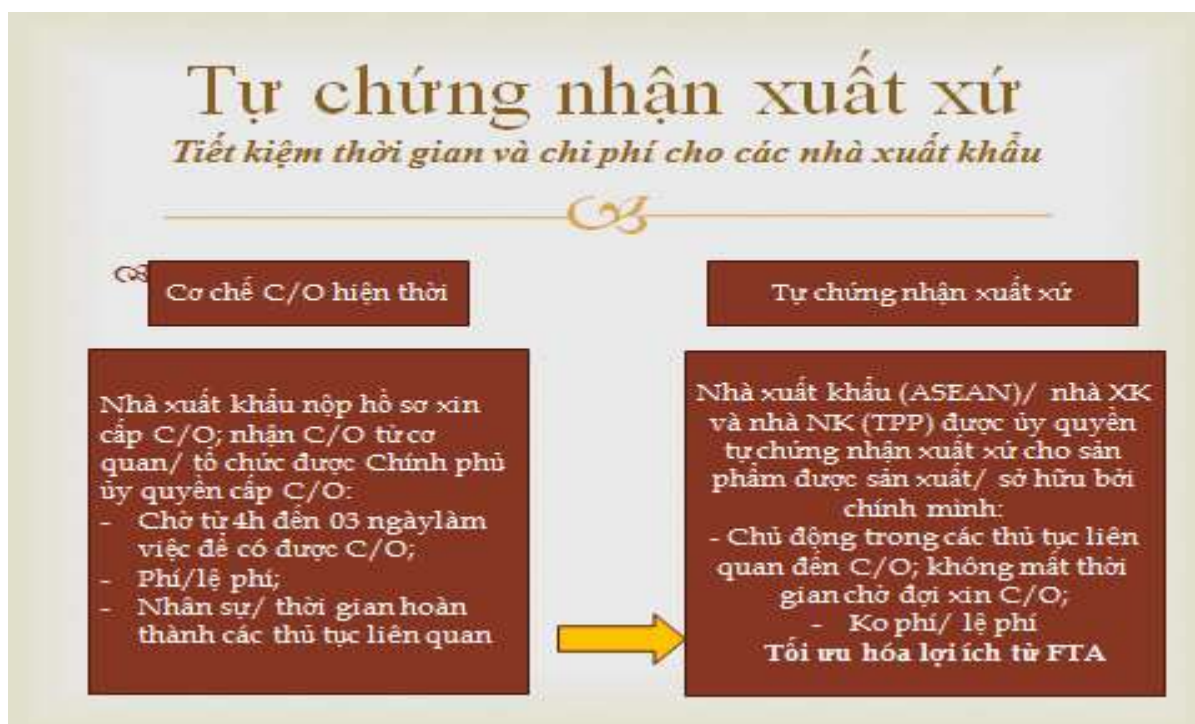 Tự chứng nhận xuất xứ
Tiết kiệm thời gian và chi phí cho các nhà xuất khẩu
Cơ chế C/O hiện thời
Nhà xuất khẩu nộp hồ sơ xin
cấp C/O; nhận C/O từ cơ
quan/ tổ chức được Chính phủ
ủy quyền cấp C/O:
- Chờ từ 4h đến 03 ngàylàm
việc để có được C/O;
- Phí/lệ phí;
- Nhân sự/ thời gian hoàn
thành các thủ tục liên quan
Tự chứng nhận xuất xứ
Nhà xuất khẩu (ASEAN)/ nhà XK
và nhà NK (TPP) được ủy quyền
tự chứng nhận xuất xứ cho sản
phẩm được sản xuất/ sở hữu bởi
chính mình:
- Chủ động trong các thủ tục liên
quan đến C/O; không mất thời
gian chờ đợi xin C/O;
- Ko phí/ lệ phí
Tối ưu hóa lợi ích từ FTA